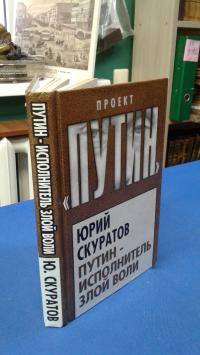 ПРОЕКТ
«ПУТИН»
ЮРИЙ
СКУРАТОВ
ПУТИН -
ИСПОЛНИТЕЛЬ
ЗЛОЙ ВОЛИ
Ю. СКУРАТОВ
ПУТИН - ИСПОЛНИТЕЛЬ ЗЛОЙ ВОЛИ